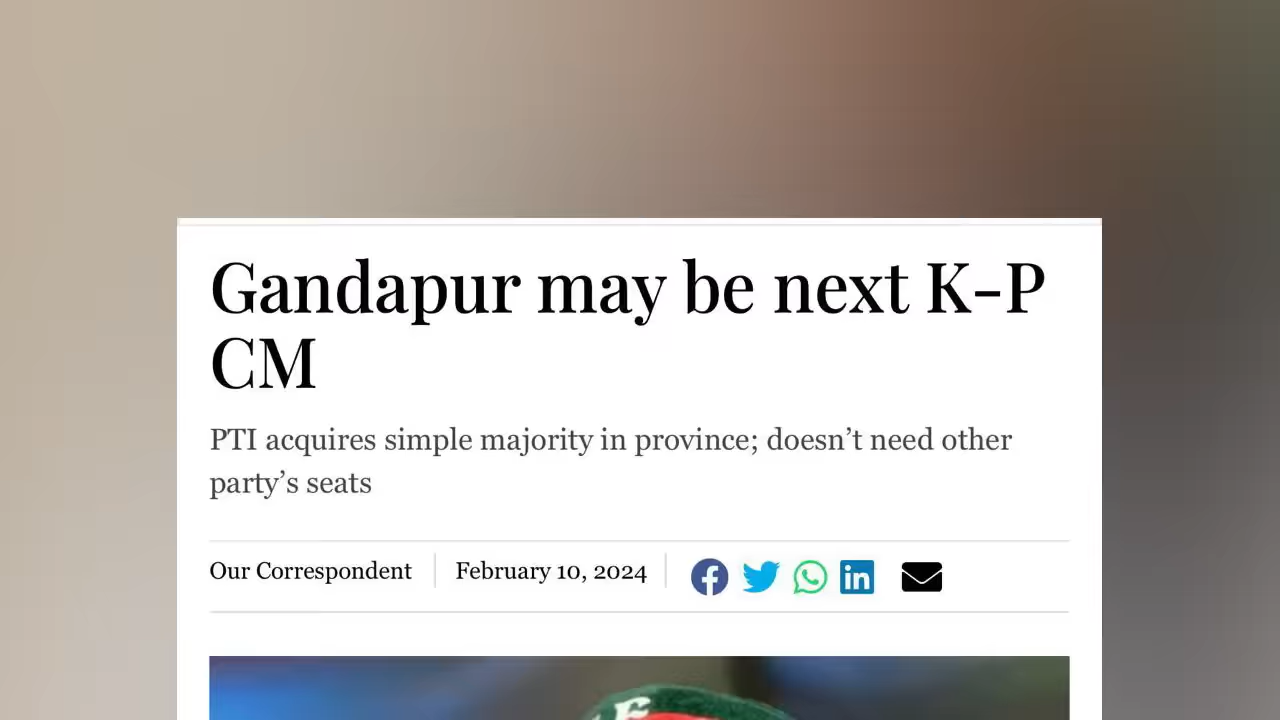 Gandapur may be next K-P
CM
PTI acquires simple majority in province; doesn’t need other
party’s seats
Our Correspondent
February 10, 2024